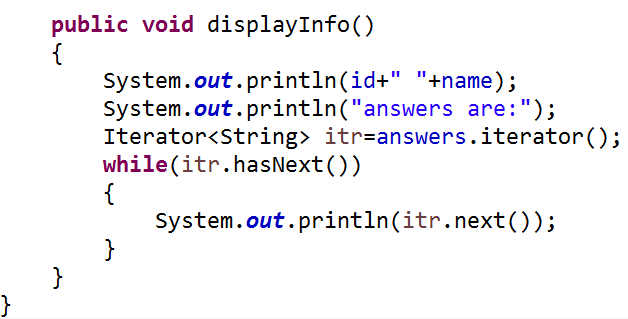 public void displayInfo()
    {
        System.out.println(id+" "+name);
        System.out.println("answers are:");
        Iterator<String> itr=answers.iterator();
        while(itr.hasNext())
        {
            System.out.println(itr.next());
        }
    }
}